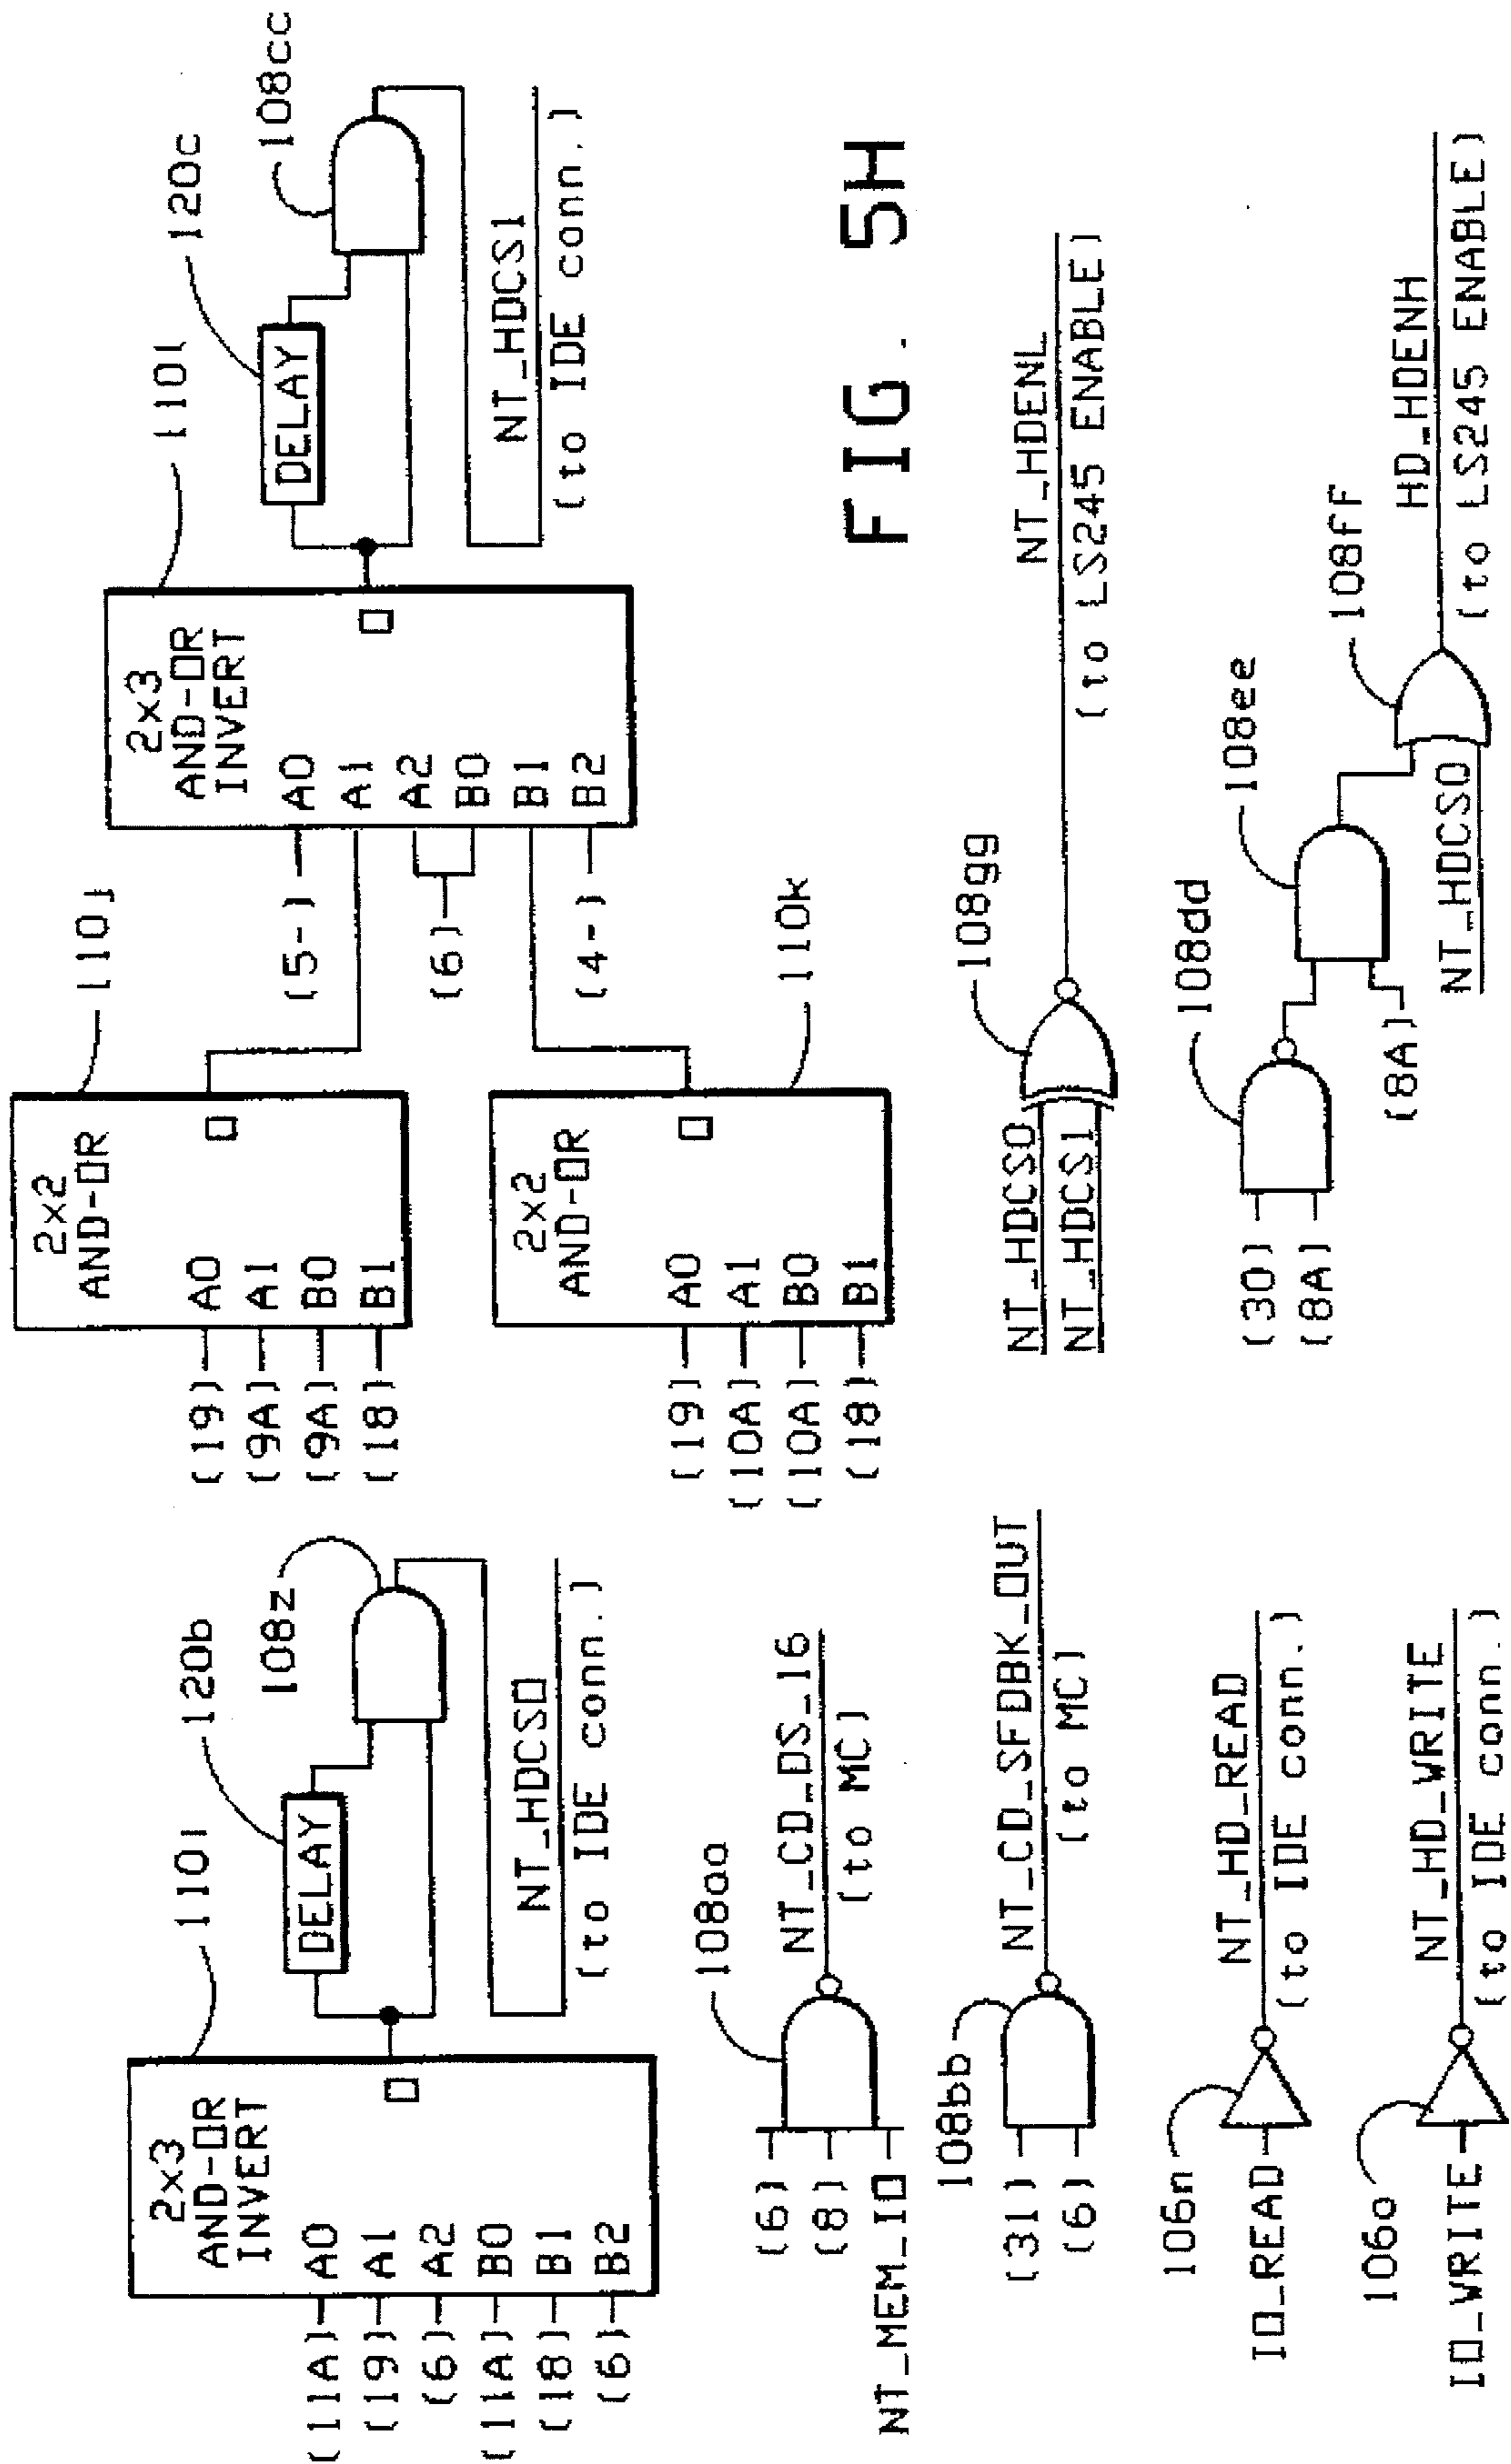 2x3
AND-OR
INVERT
(11A) A0
(19) A1
(6) A2
(11A) B0
(18) B1
(6) B2
O
110i
DELAY
120b
108z
NT_HDCS0
(to IDE conn.)
(6)
(8)
NT_MEM_IO
108aa
NT_CD_DS_16
(to MC)
(31)
(6)
108bb
NT_CD_SFDBK_OUT
(to MC)
IO_READ
106n
NT_HD_READ
(to IDE conn.)
IO_WRITE
106o
NT_HD_WRITE
(to IDE conn.)
2x2
AND-OR
(19) A0
(9A) A1
(9A) B0
(18) B1
O
110j
2x2
AND-OR
(19) A0
(10A) A1
(10A) B0
(18) B1
O
110k
2x3
AND-OR
INVERT
(5-) A0
A1
(6) A2
B0
B1
(4-) B2
O
110l
DELAY
120c
108cc
NT_HDCS1
(to IDE conn.)
FIG. 5H
NT_HDCS0
NT_HDCS1
108gg
NT_HDENL
(to LS245 ENABLE)
(30)
(8A)
108dd
(8A)
108ee
NT_HDCS0
108ff
HD_HDENH
(to LS245 ENABLE)